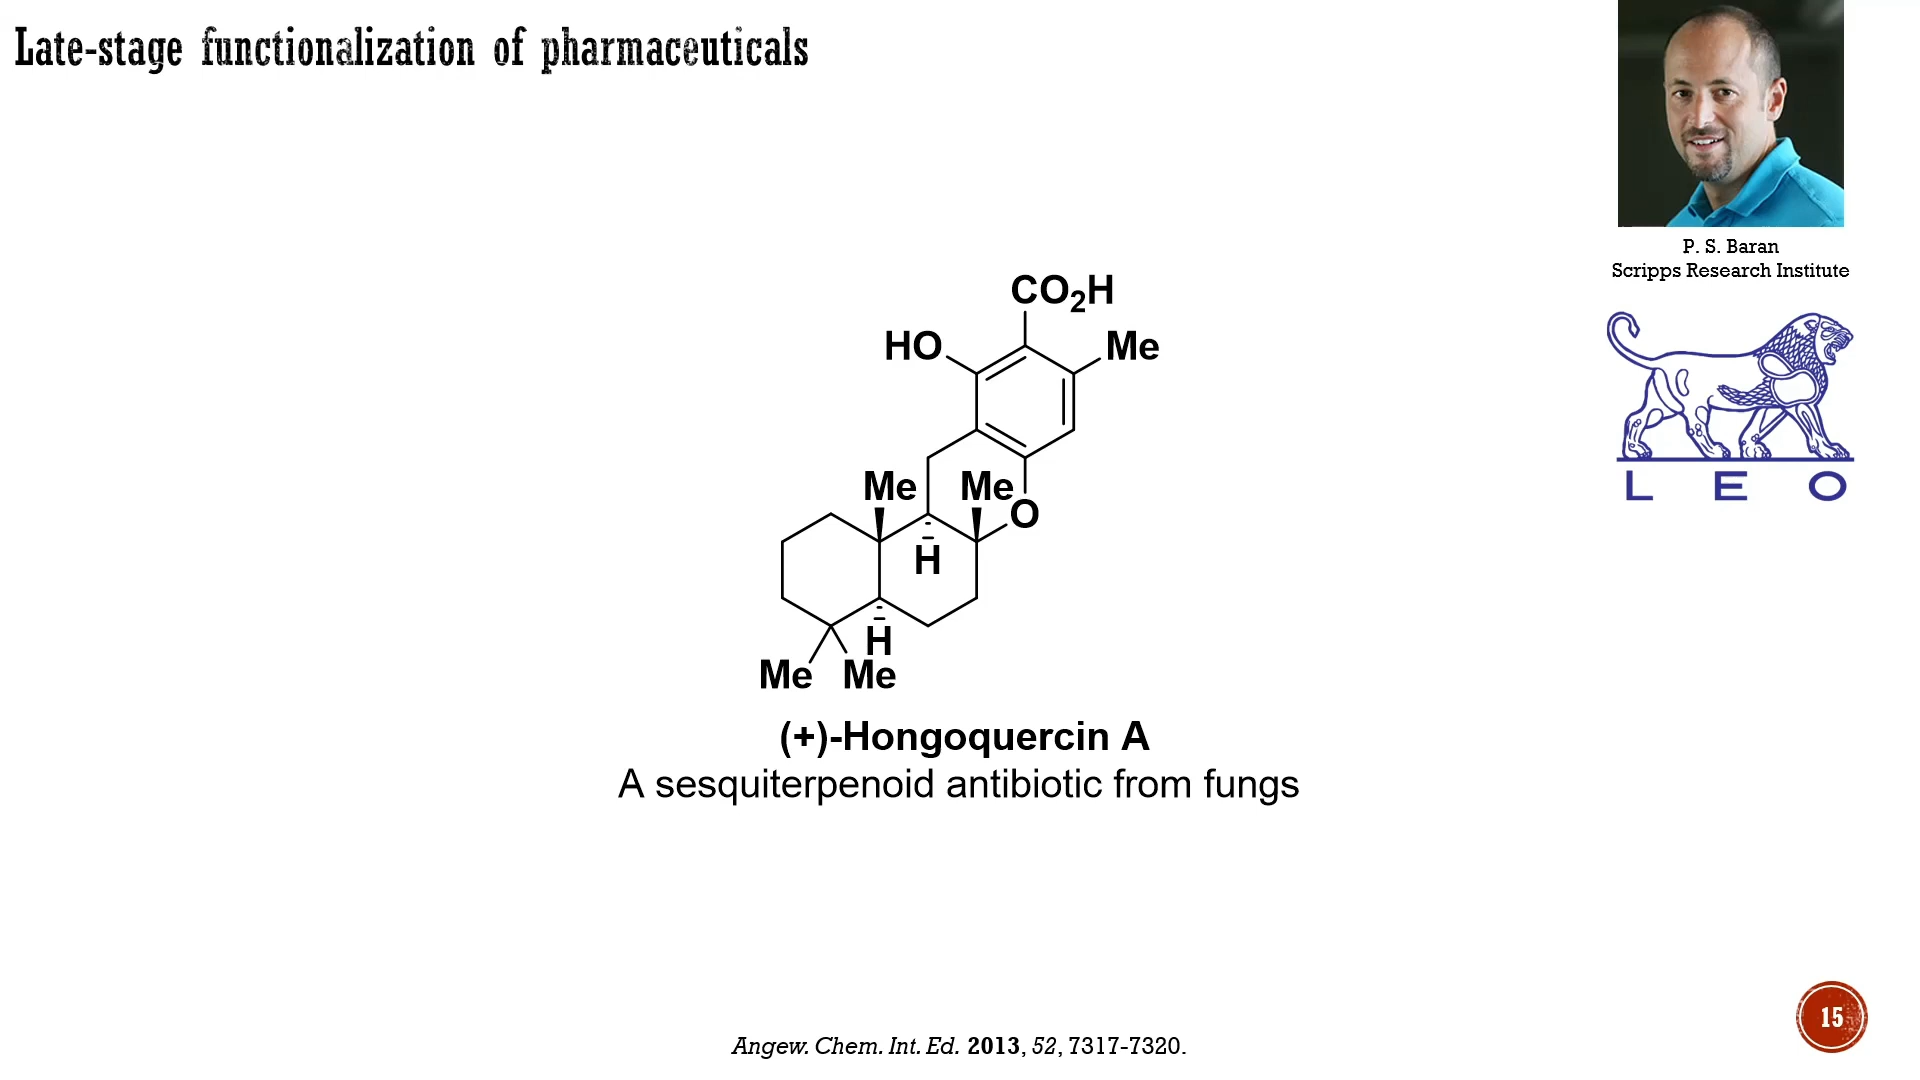 Late-stage functionalization of pharmaceuticals
P. S. Baran
Scripps Research Institute
LEO
CO2H
HO
Me
Me
Me
O
H
H
Me
Me
(+)-Hongoquercin A
A sesquiterpenoid antibiotic from fungs
15
Angew. Chem. Int. Ed. 2013, 52, 7317-7320.